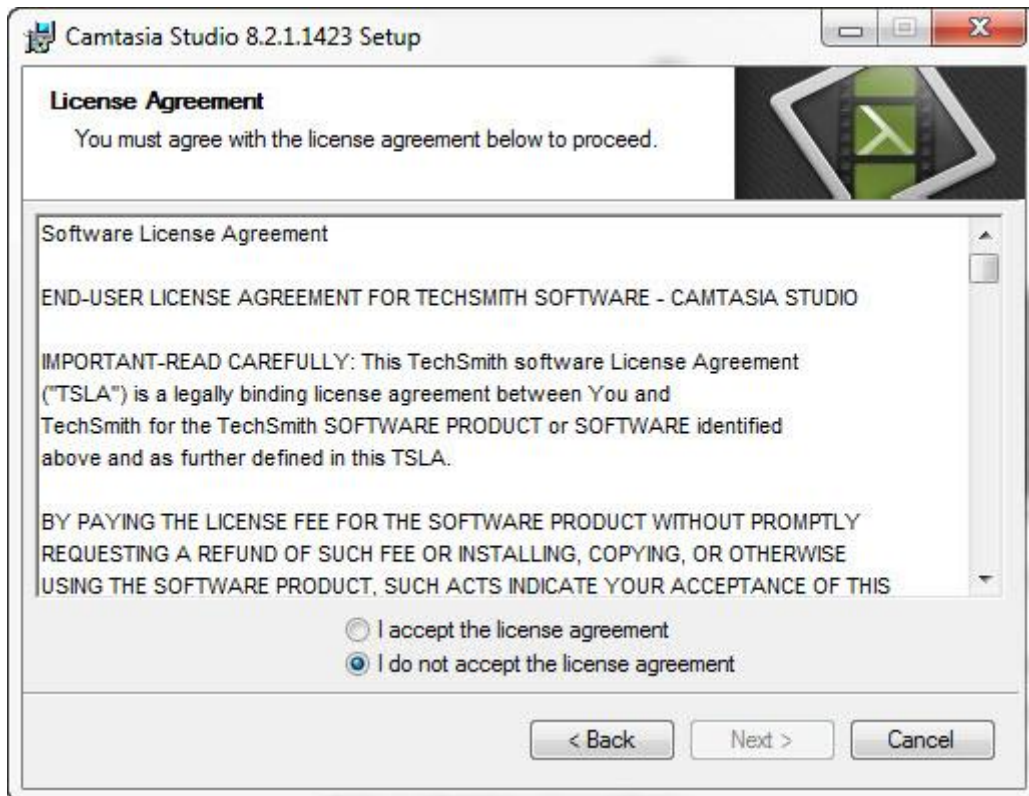 Camtasia Studio 8.2.1.1423 Setup
License Agreement
You must agree with the license agreement below to proceed.
Software License Agreement
END-USER LICENSE AGREEMENT FOR TECHSMITH SOFTWARE - CAMTASIA STUDIO
IMPORTANT-READ CAREFULLY: This TechSmith software License Agreement
("TSLA") is a legally binding license agreement between You and
TechSmith for the TechSmith SOFTWARE PRODUCT or SOFTWARE identified
above and as further defined in this TSLA.
BY PAYING THE LICENSE FEE FOR THE SOFTWARE PRODUCT WITHOUT PROMPTLY
REQUESTING A REFUND OF SUCH FEE OR INSTALLING, COPYING, OR OTHERWISE
USING THE SOFTWARE PRODUCT, SUCH ACTS INDICATE YOUR ACCEPTANCE OF THIS
I accept the license agreement
I do not accept the license agreement
< Back Next > Cancel